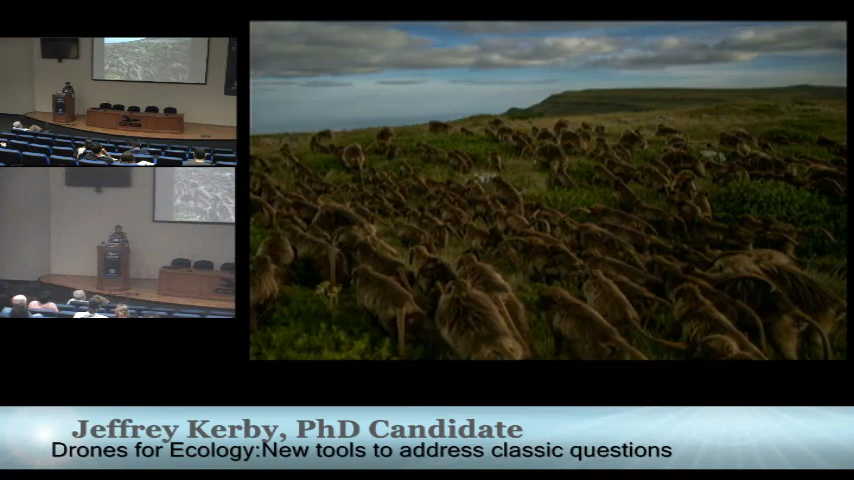 Jeffrey Kerby, PhD Candidate
Drones for Ecology:New tools to address classic questions